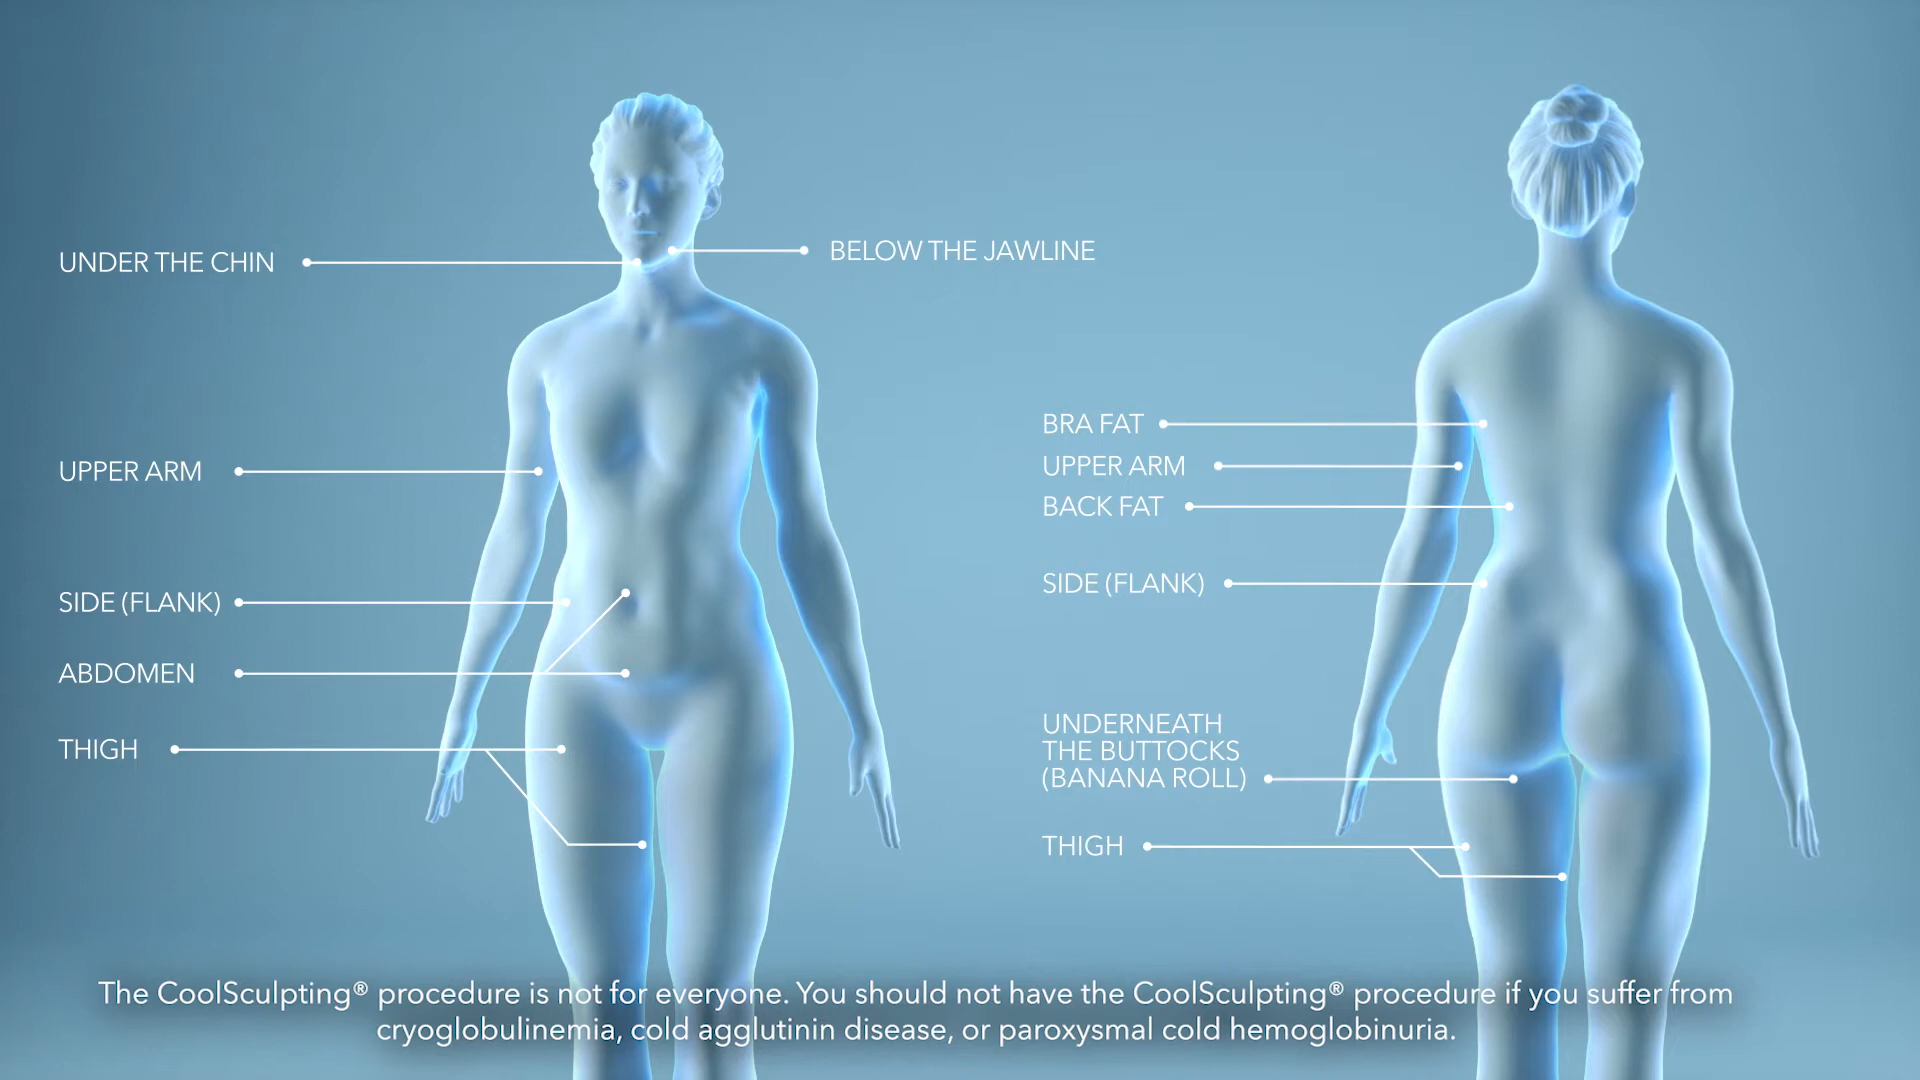 UNDER THE CHIN
BELOW THE JAWLINE
UPPER ARM
SIDE (FLANK)
ABDOMEN
THIGH
BRA FAT
UPPER ARM
BACK FAT
SIDE (FLANK)
UNDERNEATH
THE BUTTOCKS
(BANANA ROLL)
THIGH
The CoolSculpting® procedure is not for everyone. You should not have the CoolSculpting® procedure if you suffer from
cryoglobulinemia, cold agglutinin disease, or paroxysmal cold hemoglobinuria.